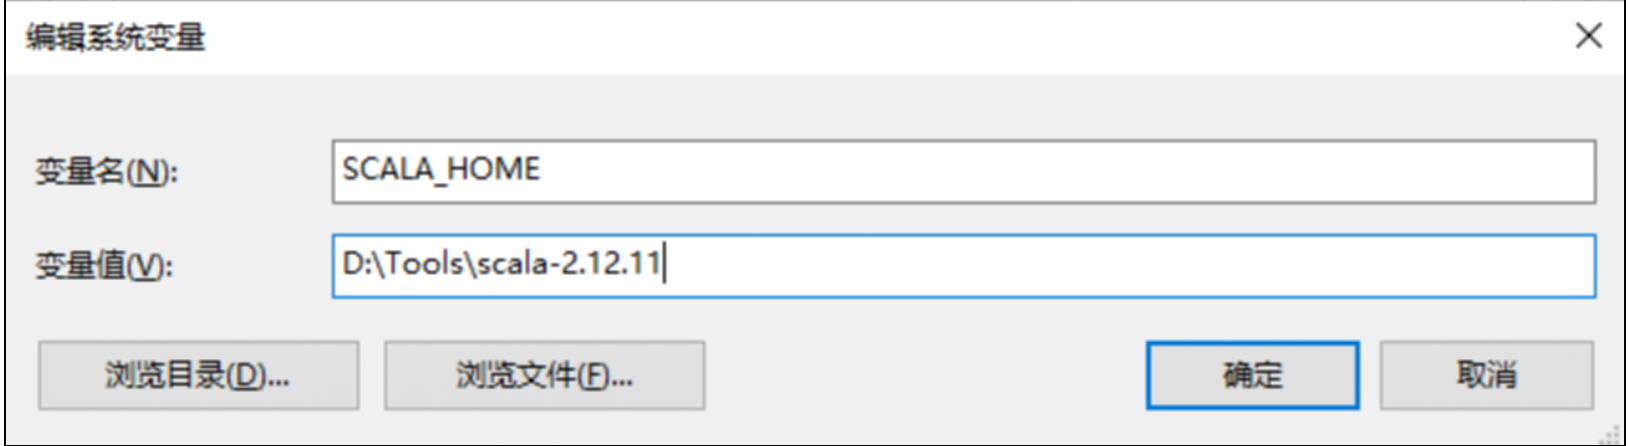 编辑系统变量
变量名(N): SCALA_HOME
变量值(V): D:\Tools\scala-2.12.11
浏览目录(D)... 浏览文件(F)... 确定 取消